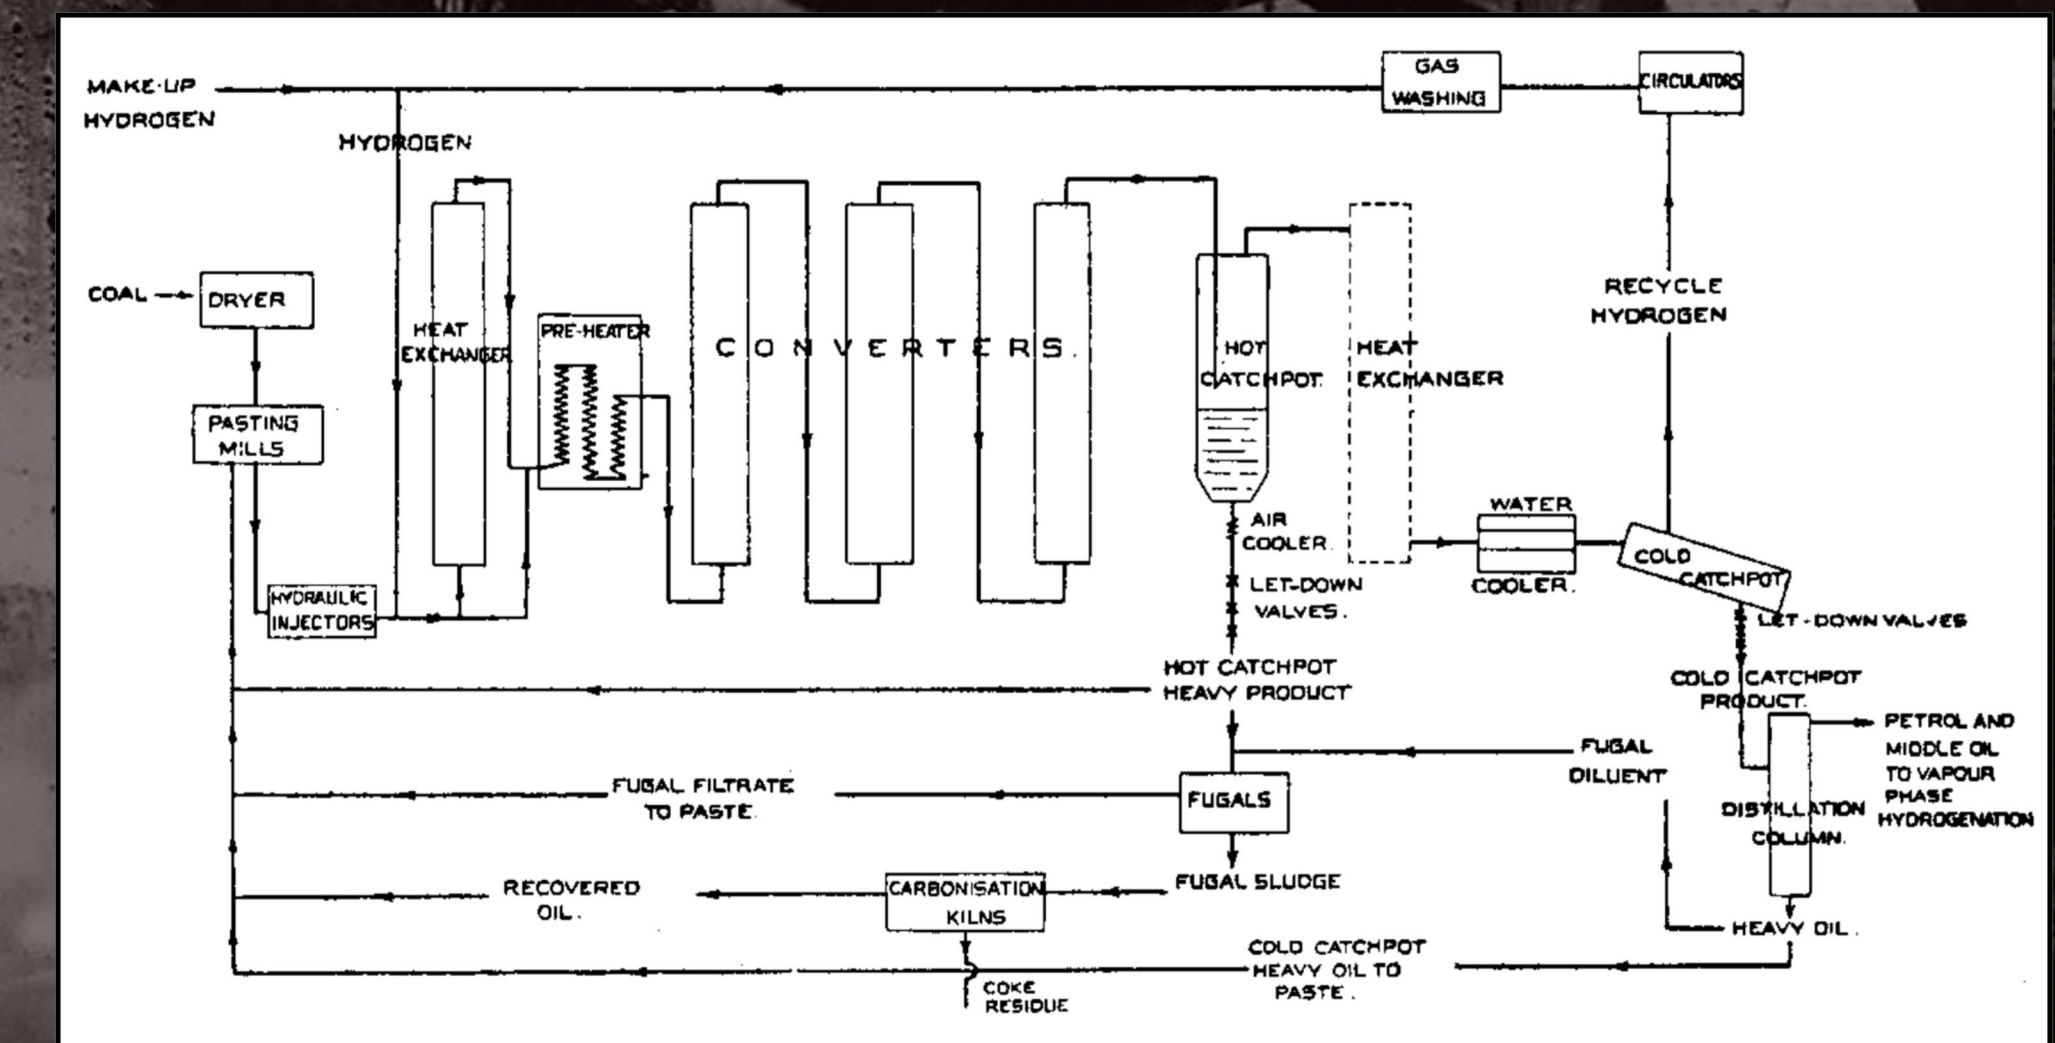 MAKE-UP
HYDROGEN
HYDROGEN
GAS
WASHING
CIRCULATORS
COAL
DRYER
PASTING
MILLS
HYDRAULIC
INJECTORS
HEAT
EXCHANGER
PRE-HEATER
CONVERTERS.
HOT
CATCHPOT.
HEAT
EXCHANGER
RECYCLE
HYDROGEN
AIR
COOLER.
LET-DOWN
VALVES.
WATER
COOLER.
COLD
CATCHPOT
LET-DOWN VALVES
HOT CATCHPOT
HEAVY PRODUCT
COLD CATCHPOT
PRODUCT.
PETROL AND
MIDDLE OIL
TO VAPOUR
PHASE
HYDROGENATION
FUGAL
DILUENT
DISTILLATION
COLUMN.
FUGAL FILTRATE
TO PASTE.
FUGALS
FUGAL SLUDGE
RECOVERED
OIL.
CARBONISATION
KILNS
HEAVY OIL.
COLD CATCHPOT
HEAVY OIL TO
PASTE.
COKE
RESIDUE